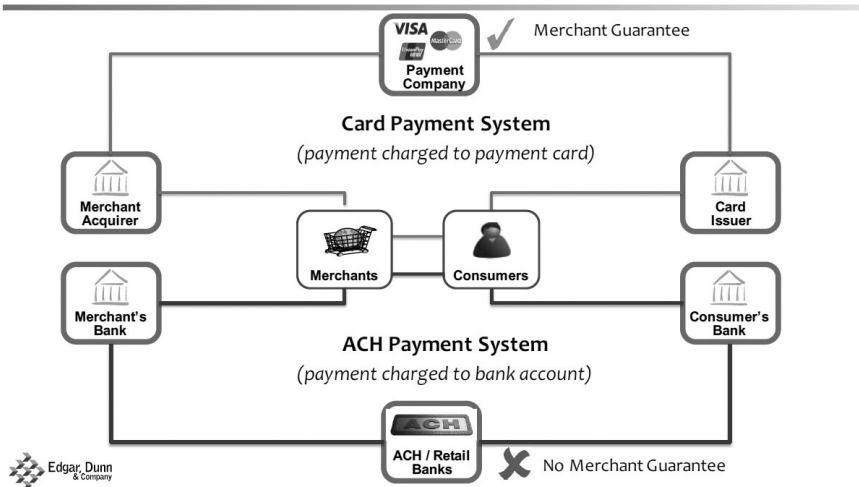 VISA
MasterCard
UnionPay
Merchant Guarantee
Payment
Company
Card Payment System
(payment charged to payment card)
Merchant
Acquirer
Card
Issuer
Merchants
Consumers
Merchant's
Bank
Consumer's
Bank
ACH Payment System
(payment charged to bank account)
ACH
ACH / Retail
Banks
No Merchant Guarantee
Edgar, Dunn
& Company